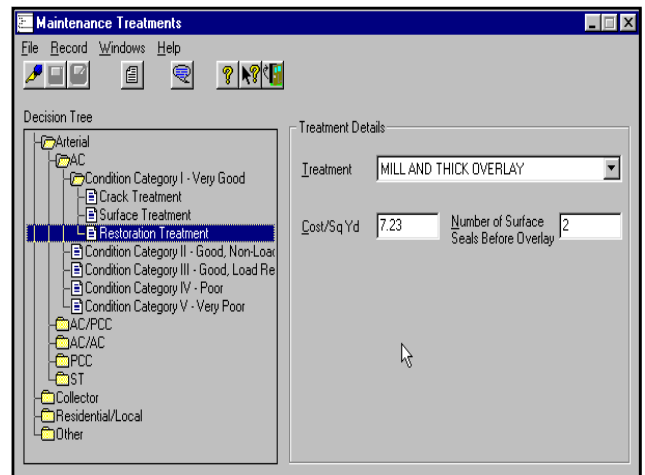 Maintenance Treatments
File Record Windows Help
Decision Tree
Arterial
AC
Condition Category I - Very Good
Crack Treatment
Surface Treatment
Restoration Treatment
Condition Category II - Good, Non-Load
Condition Category III - Good, Load Re
Condition Category IV - Poor
Condition Category V - Very Poor
AC/PCC
AC/AC
PCC
ST
Collector
Residential/Local
Other
Treatment Details
Treatment MILL AND THICK OVERLAY
Cost/Sq Yd 7.23 Number of Surface
Seals Before Overlay 2